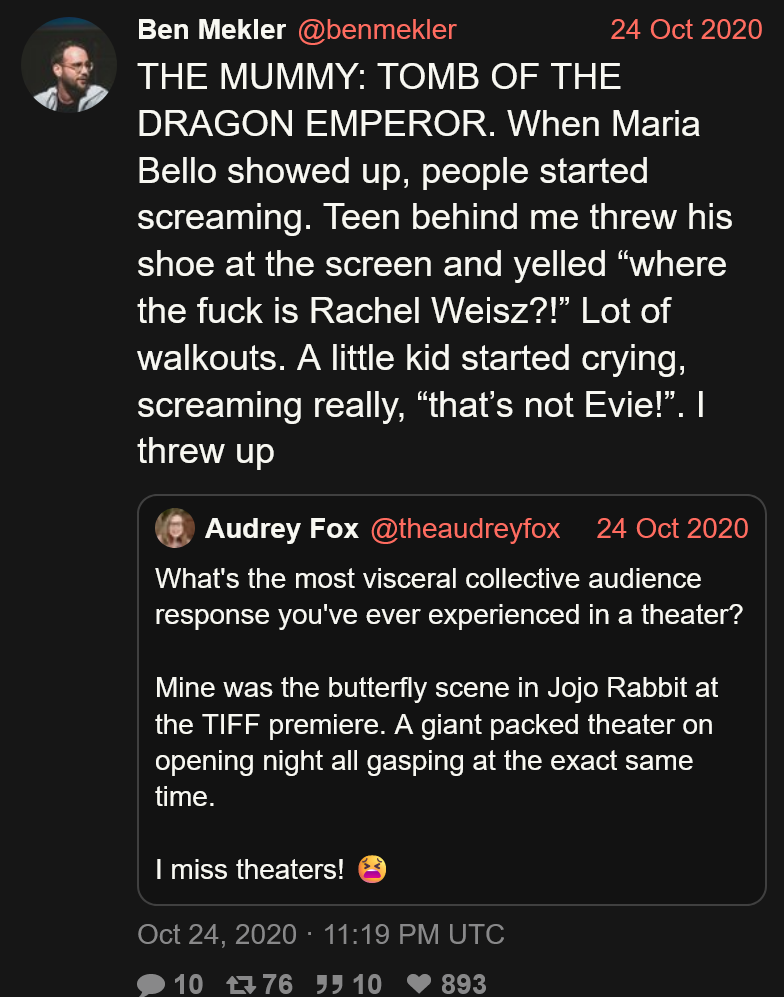 Ben Mekler @benmekler 24 Oct 2020
THE MUMMY: TOMB OF THE
DRAGON EMPEROR. When Maria
Bello showed up, people started
screaming. Teen behind me threw his
shoe at the screen and yelled “where
the fuck is Rachel Weisz?!” Lot of
walkouts. A little kid started crying,
screaming really, “that’s not Evie!”. I
threw up
Audrey Fox @theaudreyfox 24 Oct 2020
What's the most visceral collective audience
response you've ever experienced in a theater?
Mine was the butterfly scene in Jojo Rabbit at
the TIFF premiere. A giant packed theater on
opening night all gasping at the exact same
time.
I miss theaters! 😫
Oct 24, 2020 · 11:19 PM UTC
10 76 10 893